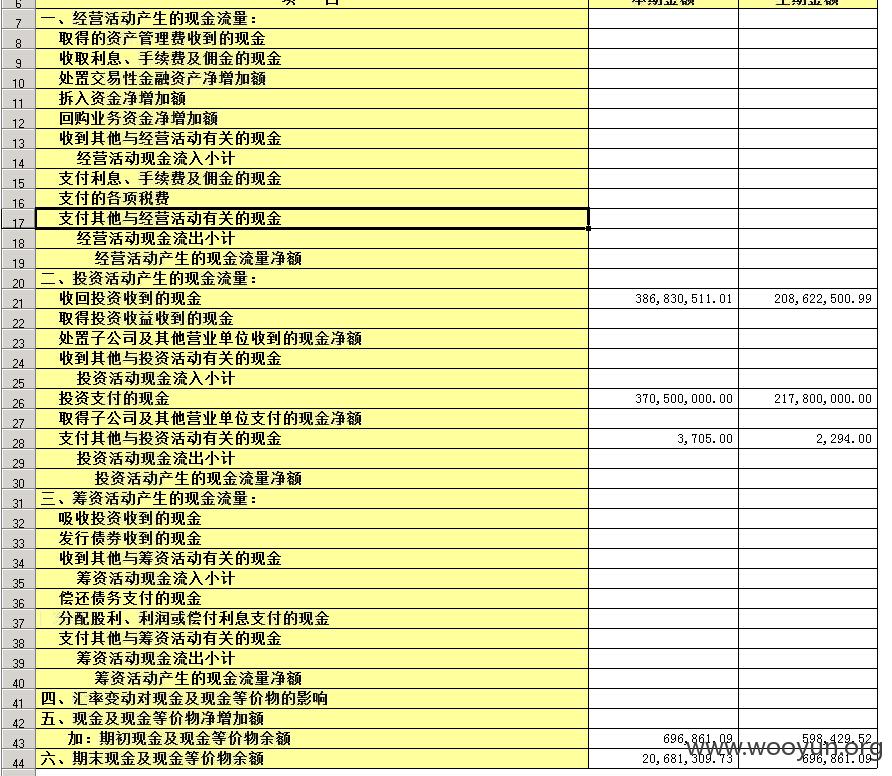 6 项 目 本期金额 上期金额
7 一、经营活动产生的现金流量：
8 取得的资产管理费收到的现金
9 收取利息、手续费及佣金的现金
10 处置交易性金融资产净增加额
11 拆入资金净增加额
12 回购业务资金净增加额
13 收到其他与经营活动有关的现金
14 经营活动现金流入小计
15 支付利息、手续费及佣金的现金
16 支付的各项税费
17 支付其他与经营活动有关的现金
18 经营活动现金流出小计
19 经营活动产生的现金流量净额
20 二、投资活动产生的现金流量：
21 收回投资收到的现金 386,830,511.01 208,622,500.99
22 取得投资收益收到的现金
23 处置子公司及其他营业单位收到的现金净额
24 收到其他与投资活动有关的现金
25 投资活动现金流入小计
26 投资支付的现金 370,500,000.00 217,800,000.00
27 取得子公司及其他营业单位支付的现金净额
28 支付其他与投资活动有关的现金 3,705.00 2,294.00
29 投资活动现金流出小计
30 投资活动产生的现金流量净额
31 三、筹资活动产生的现金流量：
32 吸收投资收到的现金
33 发行债券收到的现金
34 收到其他与筹资活动有关的现金
35 筹资活动现金流入小计
36 偿还债务支付的现金
37 分配股利、利润或偿付利息支付的现金
38 支付其他与筹资活动有关的现金
39 筹资活动现金流出小计
40 筹资活动产生的现金流量净额
41 四、汇率变动对现金及现金等价物的影响
42 五、现金及现金等价物净增加额
43 加：期初现金及现金等价物余额 696,861.09 598,429.52
44 六、期末现金及现金等价物余额 20,681,309.73 696,861.09
www.wooyun.org